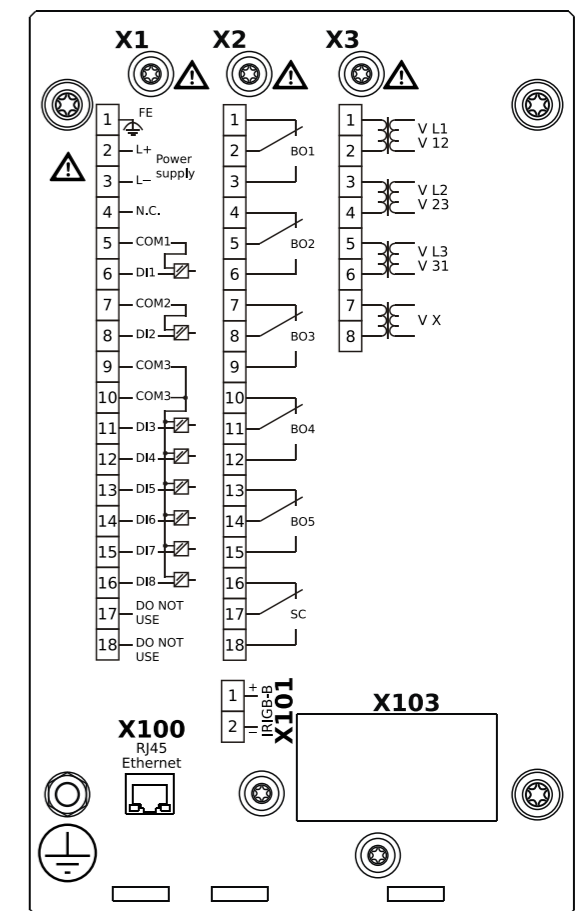 X1 X2 X3
1 FE
2 L+ Power
supply
3 L−
4 N.C.
5 COM1
6 DI1
7 COM2
8 DI2
9 COM3
10 COM3
11 DI3
12 DI4
13 DI5
14 DI6
15 DI7
16 DI8
17 DO NOT
USE
18 DO NOT
USE
1
2 BO1
3
4
5 BO2
6
7
8 BO3
9
10
11 BO4
12
13
14 BO5
15
16
17 SC
18
1 V L1
2 V 12
3 V L2
4 V 23
5 V L3
6 V 31
7 V X
8
1 +
2 −
IRIGB-B
X101
X100
RJ45
Ethernet
X103